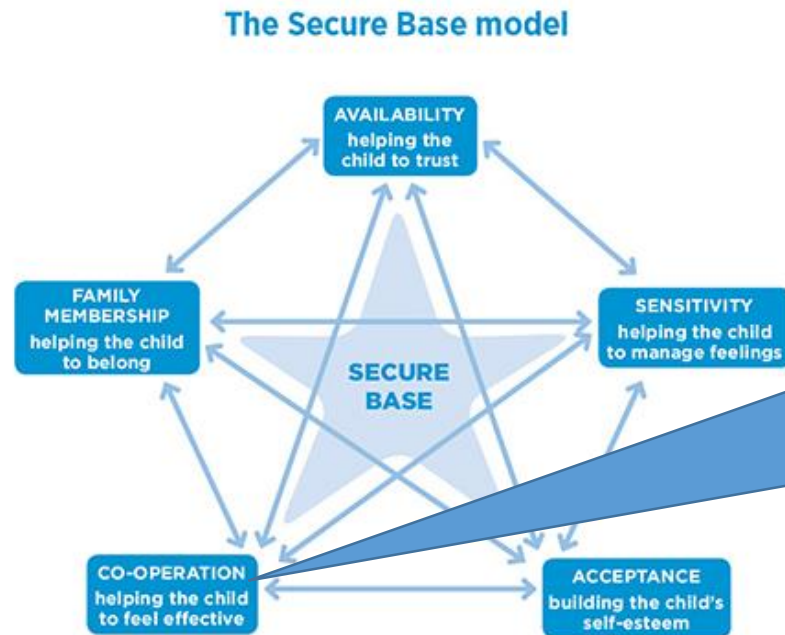 The Secure Base model
AVAILABILITY
helping the
child to trust
FAMILY
MEMBERSHIP
helping the child
to belong
SENSITIVITY
helping the child
to manage feelings
SECURE
BASE
CO-OPERATION
helping the child
to feel effective
ACCEPTANCE
building the child's
self-esteem